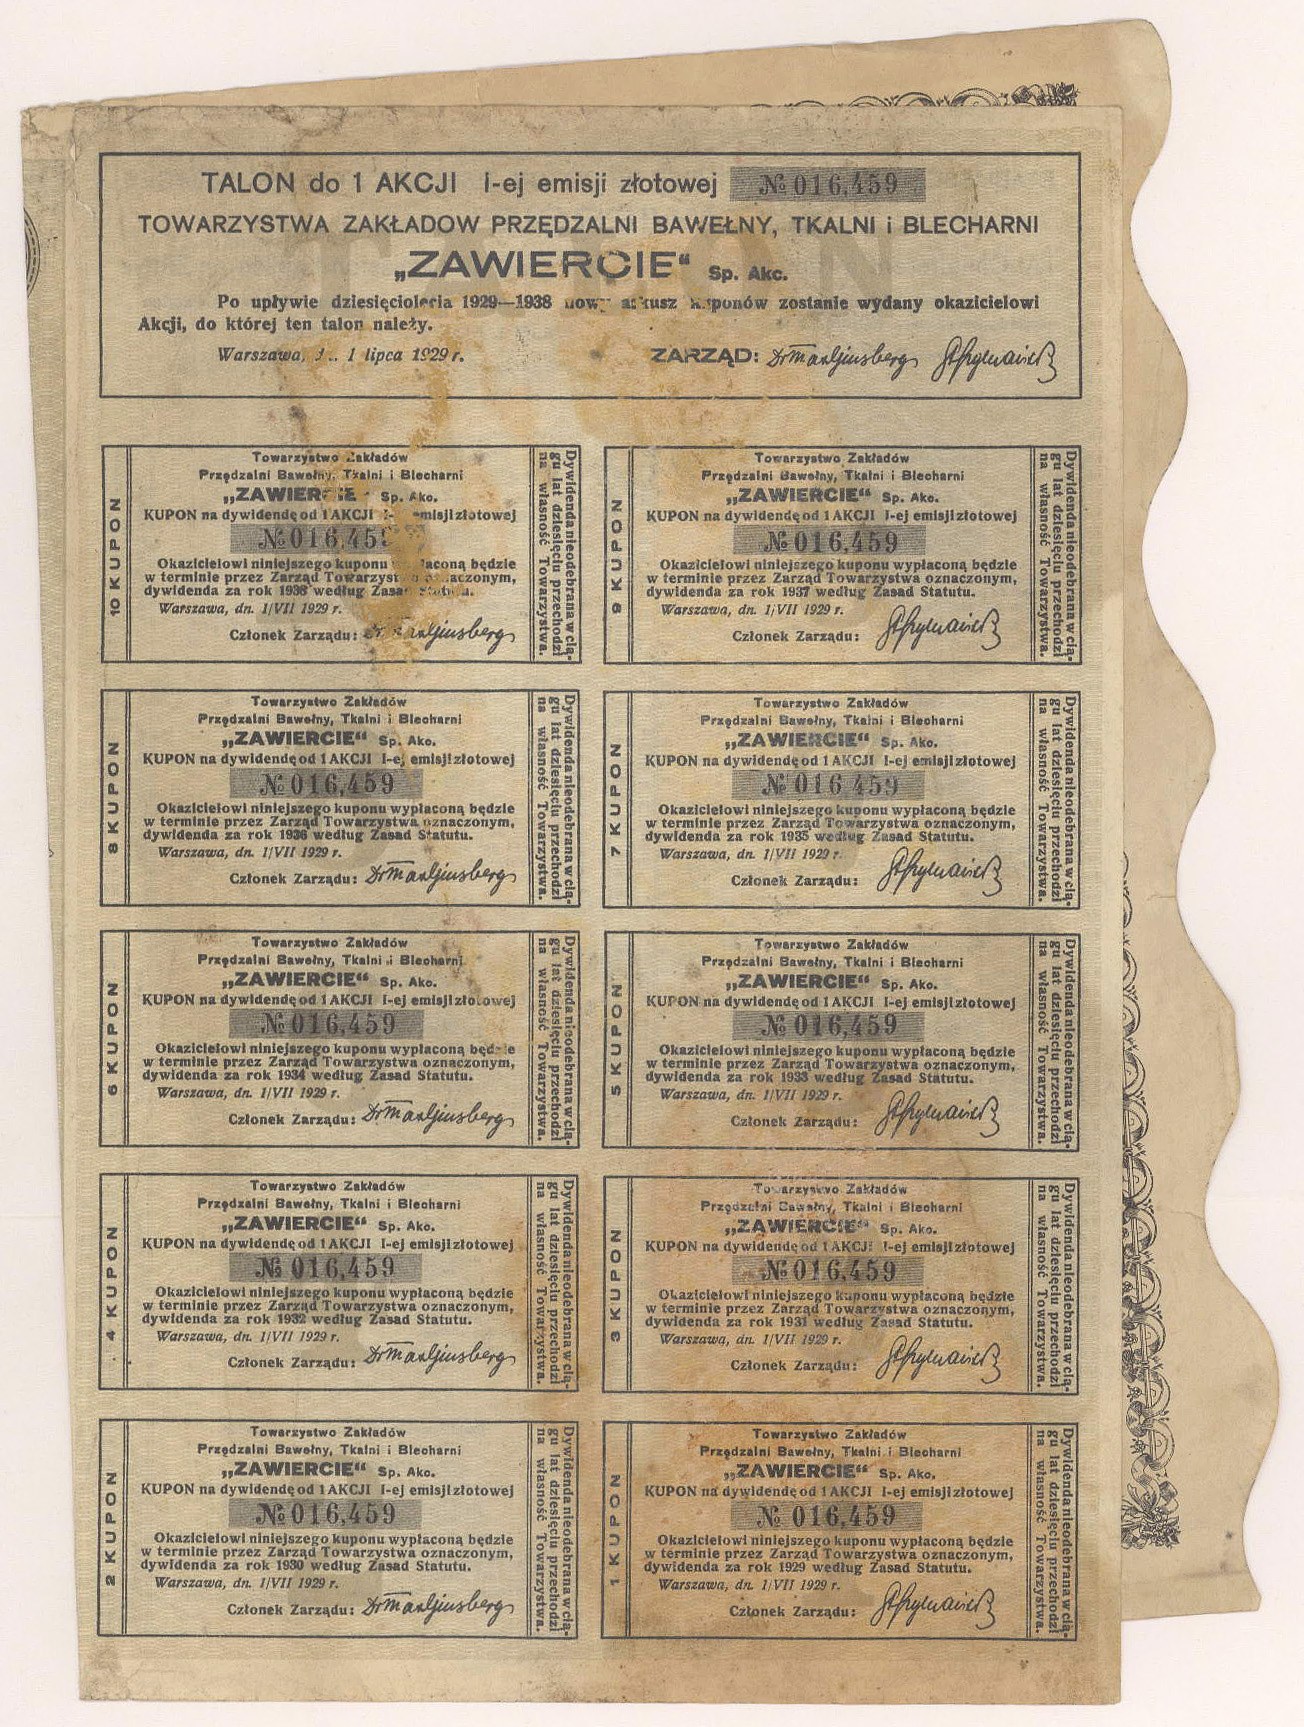 TALON do 1 AKCJI I-ej emisji złotowej № 016,459
TOWARZYSTWA ZAKŁADOW PRZĘDZALNI BAWEŁNY, TKALNI i BLECHARNI
„ZAWIERCIE" Sp. Akc.
Po upływie dziesięciolecia 1929—1938 nowy arkusz kuponów zostanie wydany okazicielowi
Akcji, do której ten talon należy.
Warszawa, 1 lipca 1929 r. ZARZĄD:
10 KUPON
Towarzystwo Zakładów
Przędzalni Bawełny, Tkalni i Blecharni
„ZAWIERCIE Sp. Akc.
KUPON na dywidendę od 1 AKCJI I-ej emisji złotowej
№ 016,459
Okazicielowi niniejszego kuponu wypłaconą będzie
w terminie przez Zarząd Towarzystwa oznaczonym,
dywidenda za rok 1938 według Zasad Statutu.
Warszawa, dn. 1/VII 1929 r.
Członek Zarządu:
Dywidenda nieodebrana w cią-
gu lat dziesięciu przechodzi
na własność Towarzystwa.
9 KUPON
Towarzystwo Zakładów
Przędzalni Bawełny, Tkalni i Blecharni
„ZAWIERCIE" Sp. Akc.
KUPON na dywidendę od 1 AKCJI I-ej emisji złotowej
№ 016,459
Okazicielowi niniejszego kuponu wypłaconą będzie
w terminie przez Zarząd Towarzystwa oznaczonym,
dywidenda za rok 1937 według Zasad Statutu.
Warszawa, dn. 1/VII 1929 r.
Członek Zarządu:
Dywidenda nieodebrana w cią-
gu lat dziesięciu przechodzi
na własność Towarzystwa.
8 KUPON
Towarzystwo Zakładów
Przędzalni Bawełny, Tkalni i Blecharni
„ZAWIERCIE" Sp. Akc.
KUPON na dywidendę od 1 AKCJI I-ej emisji złotowej
№ 016,459
Okazicielowi niniejszego kuponu wypłaconą będzie
w terminie przez Zarząd Towarzystwa oznaczonym,
dywidenda za rok 1936 według Zasad Statutu.
Warszawa, dn. 1/VII 1929 r.
Członek Zarządu:
Dywidenda nieodebrana w cią-
gu lat dziesięciu przechodzi
na własność Towarzystwa.
7 KUPON
Towarzystwo Zakładów
Przędzalni Bawełny, Tkalni i Blecharni
„ZAWIERCIE" Sp. Akc.
KUPON na dywidendę od 1 AKCJI I-ej emisji złotowej
№ 016,459
Okazicielowi niniejszego kuponu wypłaconą będzie
w terminie przez Zarząd Towarzystwa oznaczonym,
dywidenda za rok 1935 według Zasad Statutu.
Warszawa, dn. 1/VII 1929 r.
Członek Zarządu:
Dywidenda nieodebrana w cią-
gu lat dziesięciu przechodzi
na własność Towarzystwa.
6 KUPON
Towarzystwo Zakładów
Przędzalni Bawełny, Tkalni i Blecharni
„ZAWIERCIE" Sp. Akc.
KUPON na dywidendę od 1 AKCJI I-ej emisji złotowej
№ 016,459
Okazicielowi niniejszego kuponu wypłaconą będzie
w terminie przez Zarząd Towarzystwa oznaczonym,
dywidenda za rok 1934 według Zasad Statutu.
Warszawa, dn. 1/VII 1929 r.
Członek Zarządu:
Dywidenda nieodebrana w cią-
gu lat dziesięciu przechodzi
na własność Towarzystwa.
5 KUPON
Towarzystwo Zakładów
Przędzalni Bawełny, Tkalni i Blecharni
„ZAWIERCIE" Sp. Akc.
KUPON na dywidendę od 1 AKCJI I-ej emisji złotowej
№ 016,459
Okazicielowi niniejszego kuponu wypłaconą będzie
w terminie przez Zarząd Towarzystwa oznaczonym,
dywidenda za rok 1933 według Zasad Statutu.
Warszawa, dn. 1/VII 1929 r.
Członek Zarządu:
Dywidenda nieodebrana w cią-
gu lat dziesięciu przechodzi
na własność Towarzystwa.
4 KUPON
Towarzystwo Zakładów
Przędzalni Bawełny, Tkalni i Blecharni
„ZAWIERCIE" Sp. Akc.
KUPON na dywidendę od 1 AKCJI I-ej emisji złotowej
№ 016,459
Okazicielowi niniejszego kuponu wypłaconą będzie
w terminie przez Zarząd Towarzystwa oznaczonym,
dywidenda za rok 1932 według Zasad Statutu.
Warszawa, dn. 1/VII 1929 r.
Członek Zarządu:
Dywidenda nieodebrana w cią-
gu lat dziesięciu przechodzi
na własność Towarzystwa.
3 KUPON
Towarzystwo Zakładów
Przędzalni Bawełny, Tkalni i Blecharni
„ZAWIERCIE" Sp. Akc.
KUPON na dywidendę od 1 AKCJI I-ej emisji złotowej
№ 016,459
Okazicielowi niniejszego kuponu wypłaconą będzie
w terminie przez Zarząd Towarzystwa oznaczonym,
dywidenda za rok 1931 według Zasad Statutu.
Warszawa, dn. 1/VII 1929 r.
Członek Zarządu:
Dywidenda nieodebrana w cią-
gu lat dziesięciu przechodzi
na własność Towarzystwa.
2 KUPON
Towarzystwo Zakładów
Przędzalni Bawełny, Tkalni i Blecharni
„ZAWIERCIE" Sp. Akc.
KUPON na dywidendę od 1 AKCJI I-ej emisji złotowej
№ 016,459
Okazicielowi niniejszego kuponu wypłaconą będzie
w terminie przez Zarząd Towarzystwa oznaczonym,
dywidenda za rok 1930 według Zasad Statutu.
Warszawa, dn. 1/VII 1929 r.
Członek Zarządu:
Dywidenda nieodebrana w cią-
gu lat dziesięciu przechodzi
na własność Towarzystwa.
1 KUPON
Towarzystwo Zakładów
Przędzalni Bawełny, Tkalni i Blecharni
„ZAWIERCIE" Sp. Akc.
KUPON na dywidendę od 1 AKCJI I-ej emisji złotowej
№ 016,459
Okazicielowi niniejszego kuponu wypłaconą będzie
w terminie przez Zarząd Towarzystwa oznaczonym,
dywidenda za rok 1929 według Zasad Statutu.
Warszawa, dn. 1/VII 1929 r.
Członek Zarządu:
Dywidenda nieodebrana w cią-
gu lat dziesięciu przechodzi
na własność Towarzystwa.